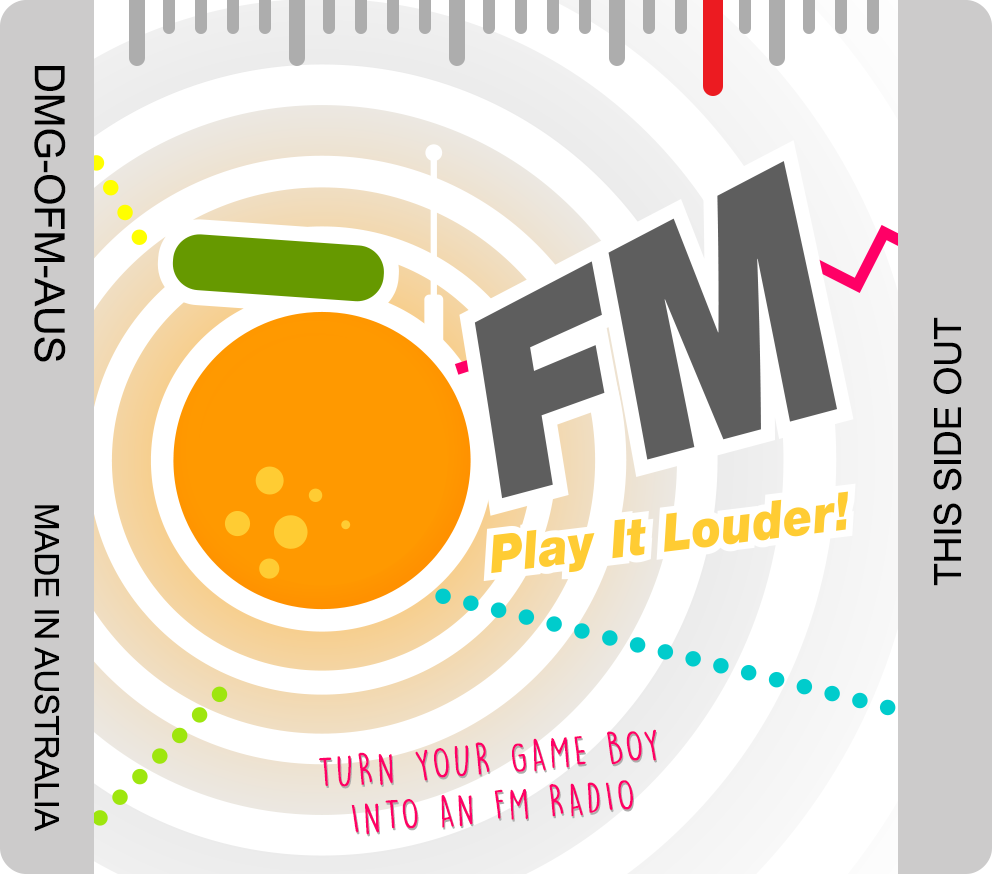 DMG-OFM-AUS
MADE IN AUSTRALIA
FM
Play It Louder!
TURN YOUR GAME BOY
INTO AN FM RADIO
THIS SIDE OUT